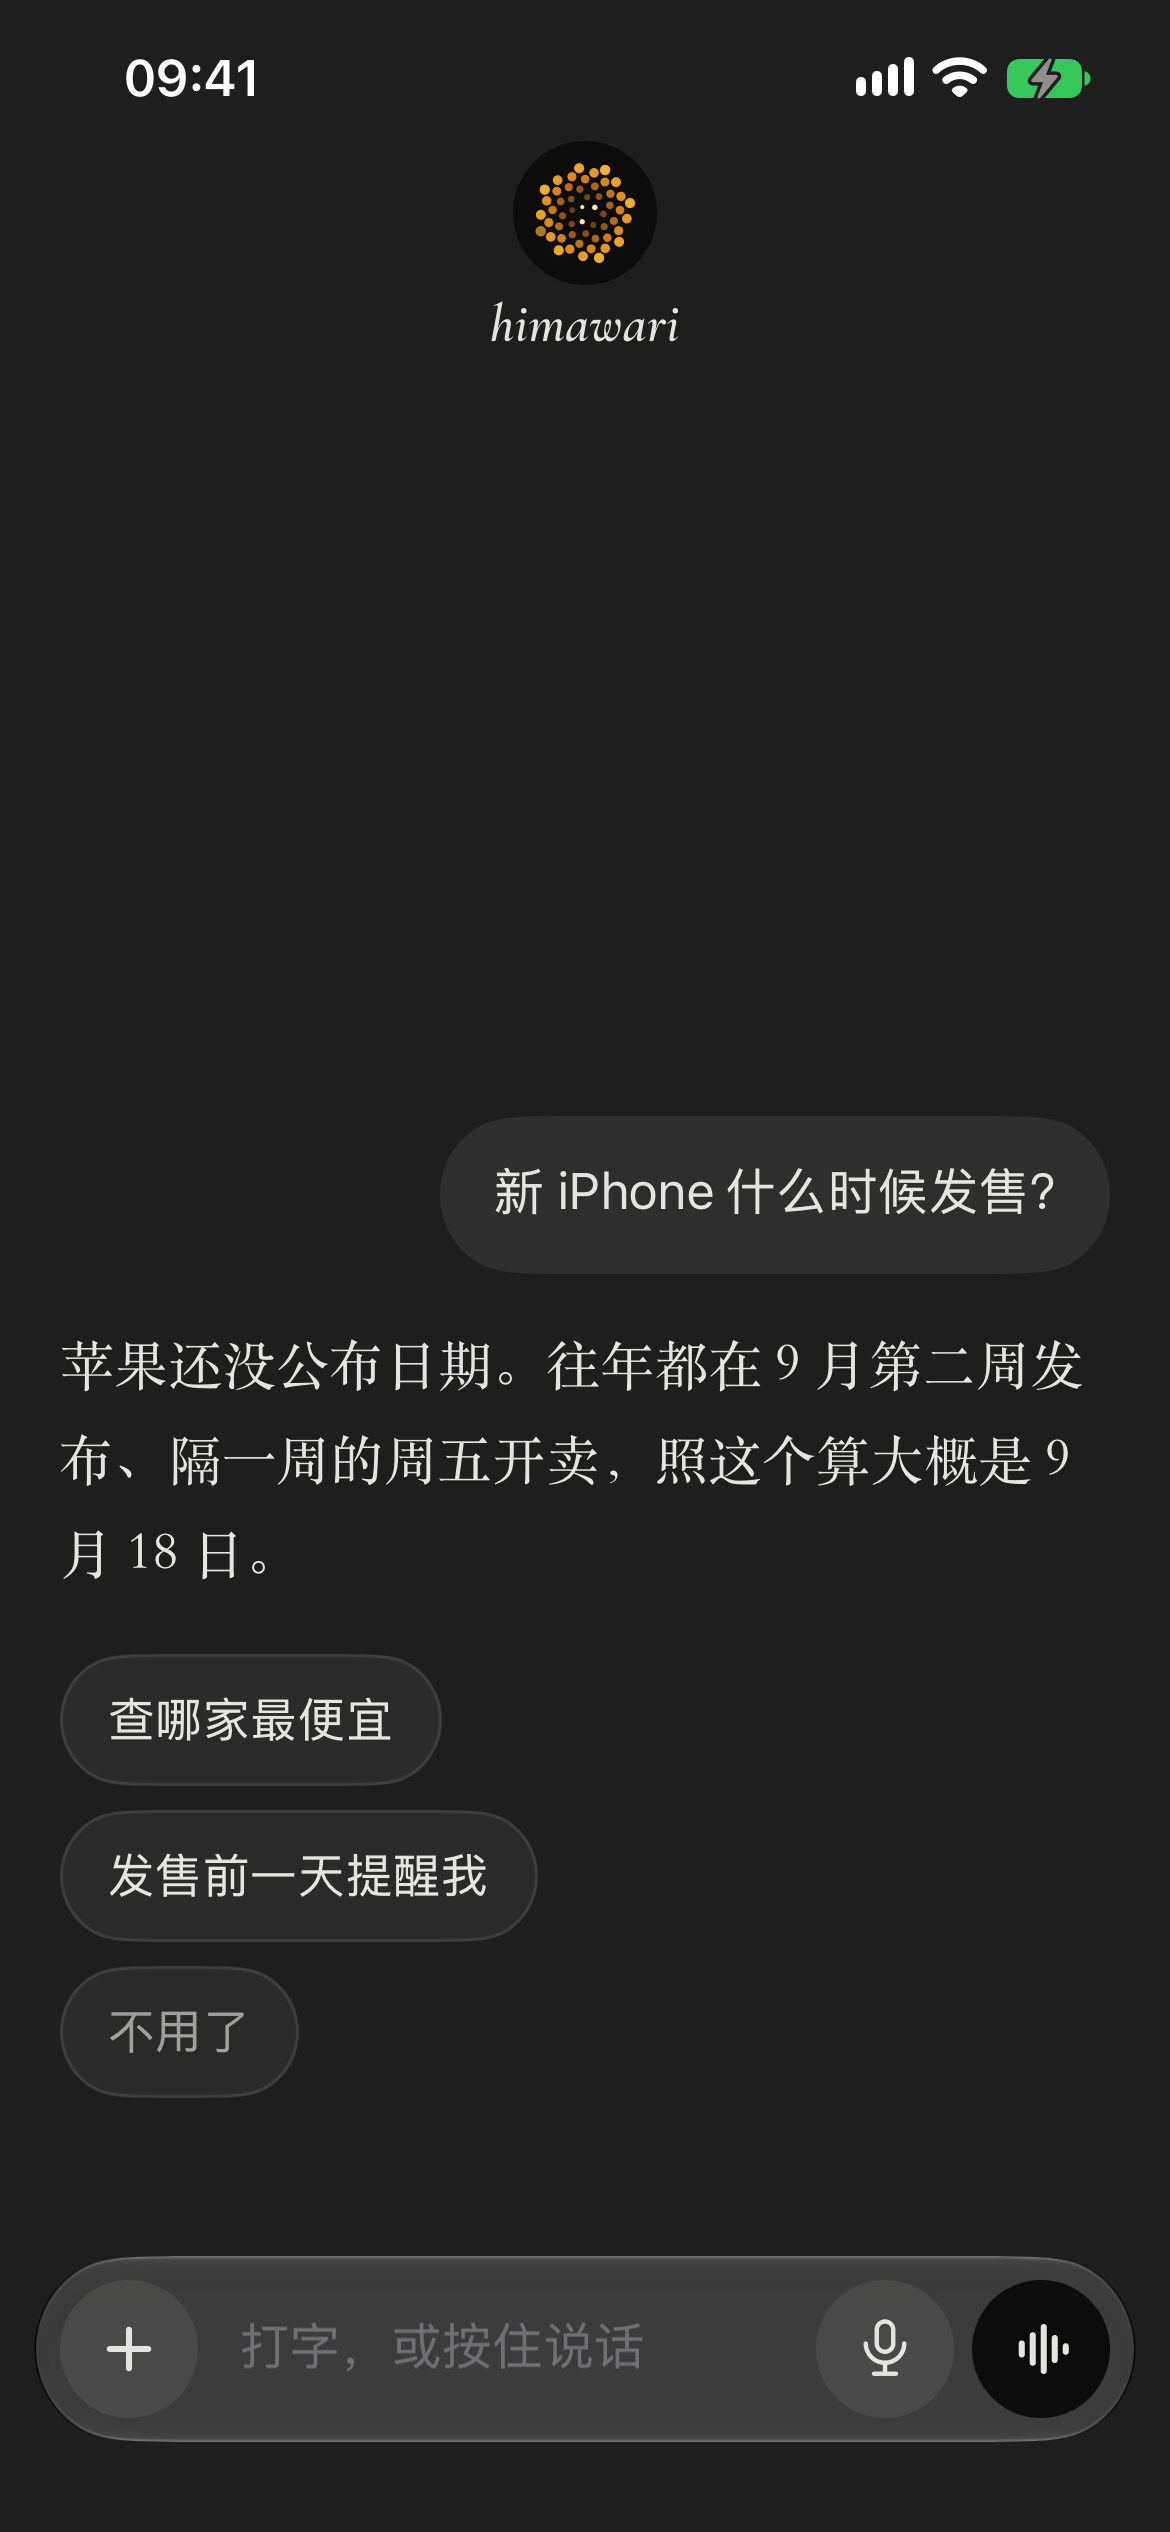 09:41
himawari
新 iPhone 什么时候发售?
苹果还没公布日期。往年都在 9 月第二周发
布、隔一周的周五开卖，照这个算大概是 9
月 18 日。
查哪家最便宜
发售前一天提醒我
不用了
打字，或按住说话